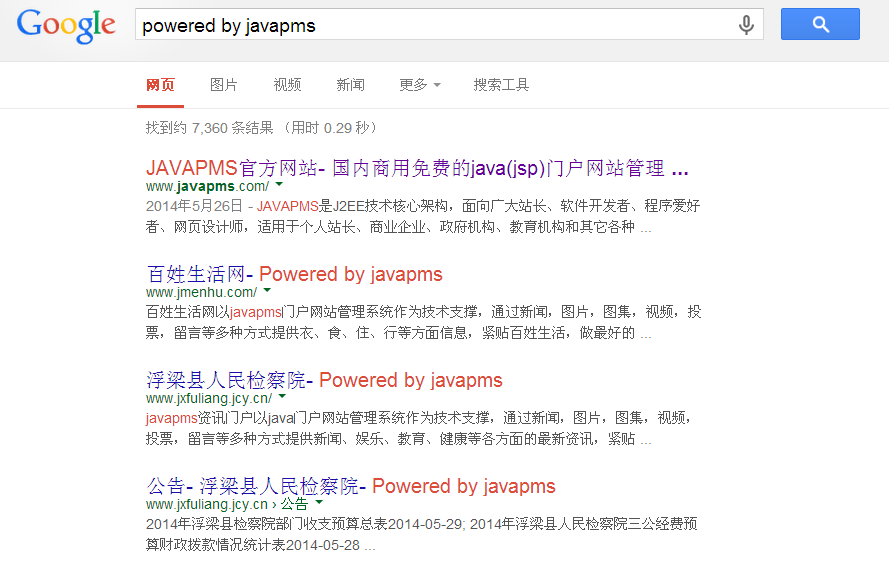 Google
powered by javapms
网页 图片 视频 新闻 更多 搜索工具
找到约 7,360 条结果 （用时 0.29 秒）
JAVAPMS官方网站- 国内商用免费的java(jsp)门户网站管理 ...
www.javapms.com/
2014年5月26日 - JAVAPMS是J2EE技术核心架构，面向广大站长、软件开发者、程序爱好
者、网页设计师，适用于个人站长、商业企业、政府机构、教育机构和其它各种 ...
百姓生活网- Powered by javapms
www.jmenhu.com/
百姓生活网以javapms门户网站管理系统作为技术支撑，通过新闻，图片，图集，视频，投
票，留言等多种方式提供衣、食、住、行等方面信息，紧贴百姓生活，做最好的 ...
浮梁县人民检察院- Powered by javapms
www.jxfuliang.jcy.cn/
javapms资讯门户以java门户网站管理系统作为技术支撑，通过新闻，图片，图集，视频，
投票，留言等多种方式提供新闻、娱乐、教育、健康等各方面的最新资讯，紧贴 ...
公告- 浮梁县人民检察院- Powered by javapms
www.jxfuliang.jcy.cn › 公告
2014年浮梁县检察院部门收支预算总表2014-05-29; 2014年浮梁县人民检察院三公经费预
算财政拨款情况统计表2014-05-28 ...